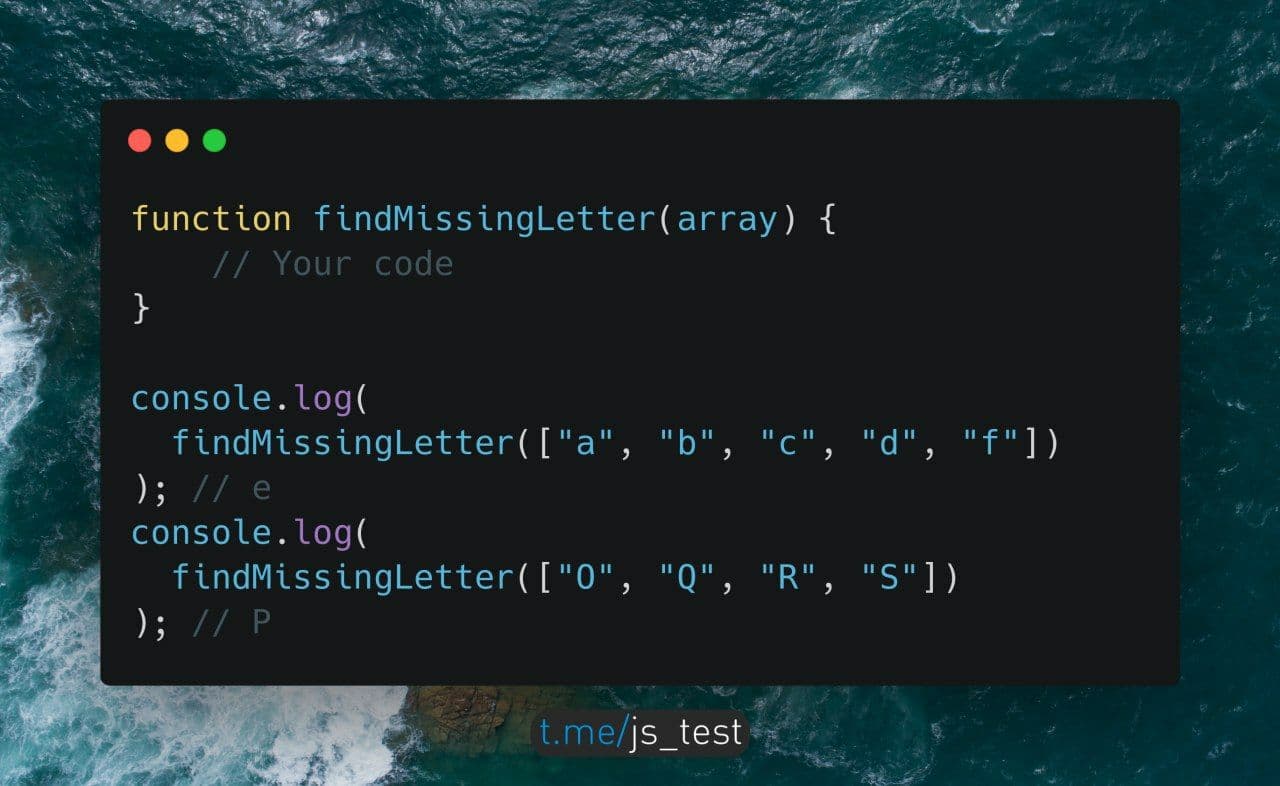 function findMissingLetter(array) {
    // Your code
}

console.log(
  findMissingLetter(["a", "b", "c", "d", "f"])
); // e
console.log(
  findMissingLetter(["O", "Q", "R", "S"])
); // P
t.me/js_test